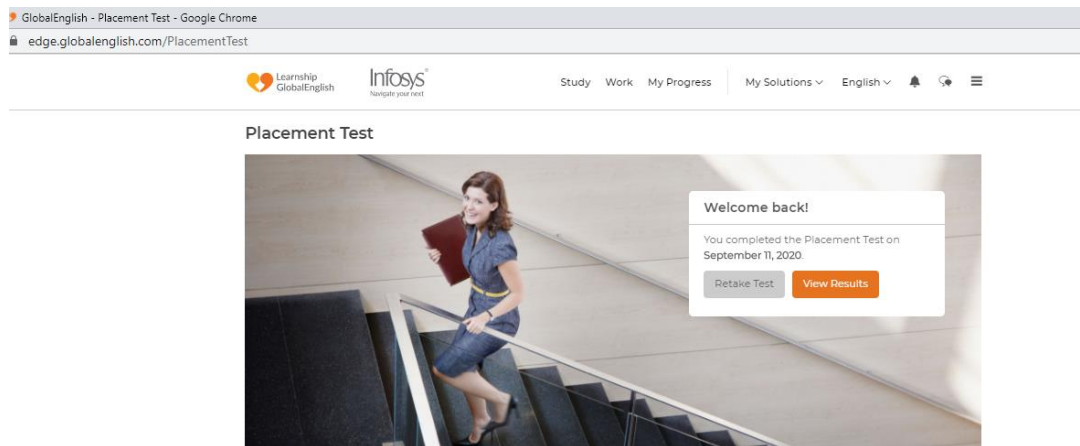 GlobalEnglish - Placement Test - Google Chrome
edge.globalenglish.com/PlacementTest
Learnship
GlobalEnglish
Infosys®
Navigate your next
Study Work My Progress My Solutions English
Placement Test
Welcome back!
You completed the Placement Test on
September 11, 2020.
Retake Test View Results